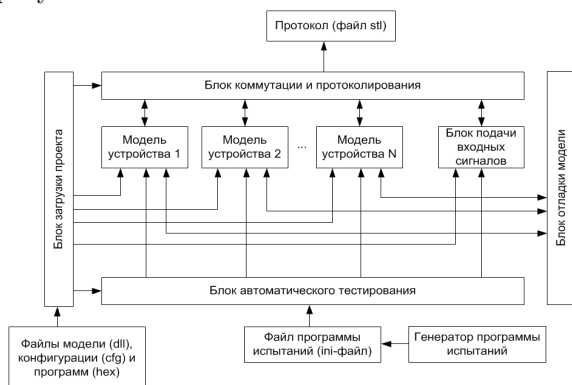 Протокол (файл stl)
Блок коммутации и протоколирования
Модель
устройства 1
Модель
устройства 2
...
Модель
устройства N
Блок подачи
входных
сигналов
Блок загрузки проекта
Блок отладки модели
Блок автоматического тестирования
Файлы модели (dll),
конфигурации (cfg) и
программ (hex)
Файл программы
испытаний (ini-файл)
Генератор программы
испытаний